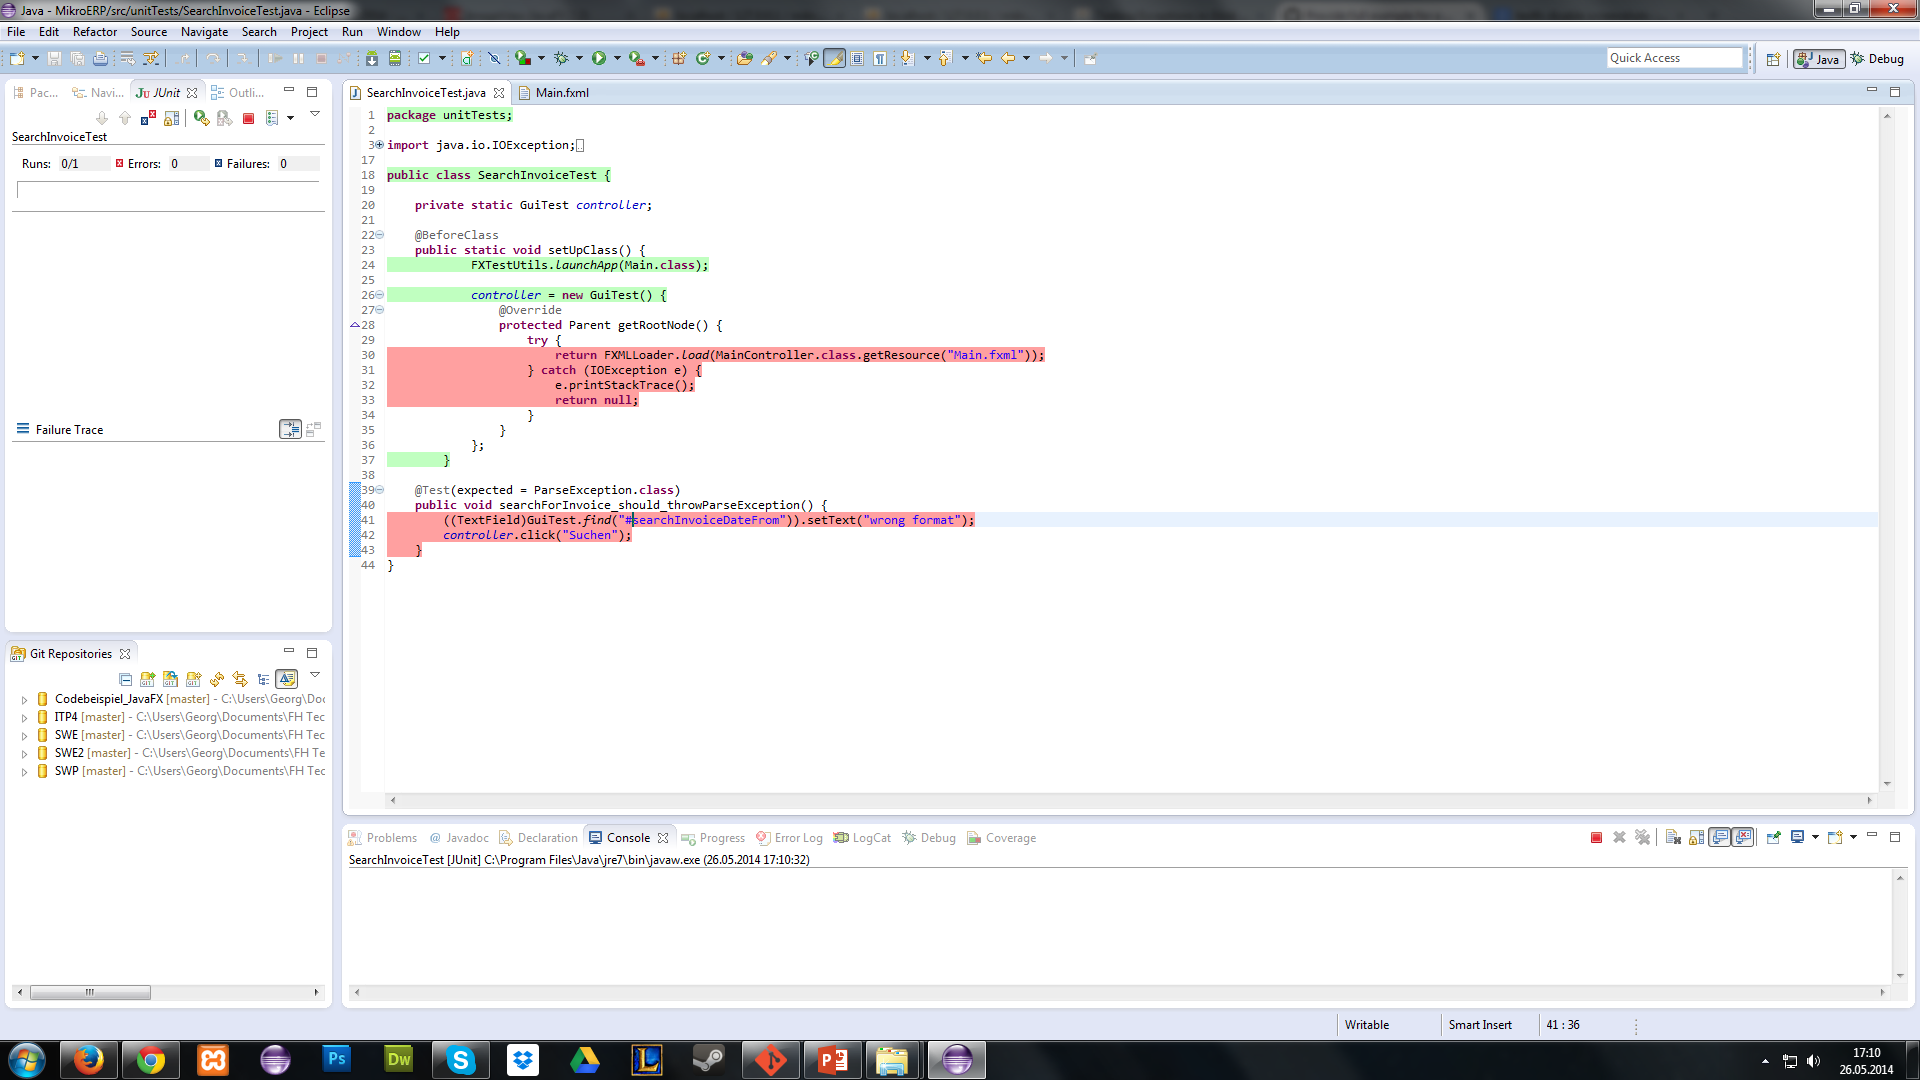 Java - MikroERP/src/unitTests/SearchInvoiceTest.java - Eclipse
File Edit Refactor Source Navigate Search Project Run Window Help
Quick Access
Java
Debug
Pac...
Navi...
JUnit
Outli...
SearchInvoiceTest
Runs: 0/1 Errors: 0 Failures: 0
Failure Trace
Git Repositories
Codebeispiel_JavaFX [master] - C:\Users\Georg\Doc
ITP4 [master] - C:\Users\Georg\Documents\FH Tec
SWE [master] - C:\Users\Georg\Documents\FH Tec
SWE2 [master] - C:\Users\Georg\Documents\FH Te
SWP [master] - C:\Users\Georg\Documents\FH Tec
SearchInvoiceTest.java
Main.fxml
1 package unitTests;
2
3 import java.io.IOException;
17
18 public class SearchInvoiceTest {
19
20 private static GuiTest controller;
21
22 @BeforeClass
23 public static void setUpClass() {
24 FXTestUtils.launchApp(Main.class);
25
26 controller = new GuiTest() {
27 @Override
28 protected Parent getRootNode() {
29 try {
30 return FXMLLoader.load(MainController.class.getResource("Main.fxml"));
31 } catch (IOException e) {
32 e.printStackTrace();
33 return null;
34 }
35 }
36 };
37 }
38
39 @Test(expected = ParseException.class)
40 public void searchForInvoice_should_throwParseException() {
41 ((TextField)GuiTest.find("#searchInvoiceDateFrom")).setText("wrong format");
42 controller.click("Suchen");
43 }
44 }
Problems @ Javadoc Declaration Console Progress Error Log LogCat Debug Coverage
SearchInvoiceTest [JUnit] C:\Program Files\Java\jre7\bin\javaw.exe (26.05.2014 17:10:32)
Writable Smart Insert 41 : 36
Ps
Dw
17:10
26.05.2014